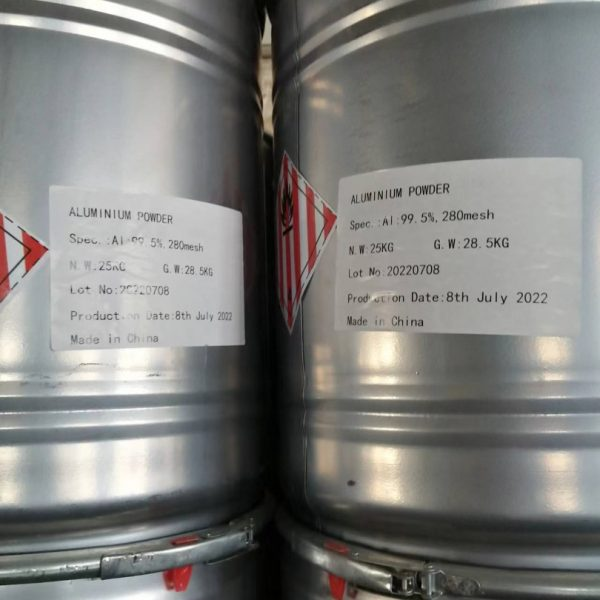 ALUMINIUM POWDER
Spec.:Al:99.5%,280mesh
N.W:25KG G.W:28.5KG
Lot No:20220708
Production Date:8th July 2022
Made in China
ALUMINIUM POWDER
Spec.:Al:99.5%,280mesh
N.W:25KG G.W:28.5KG
Lot No:20220708
Production Date:8th July 2022
Made in China